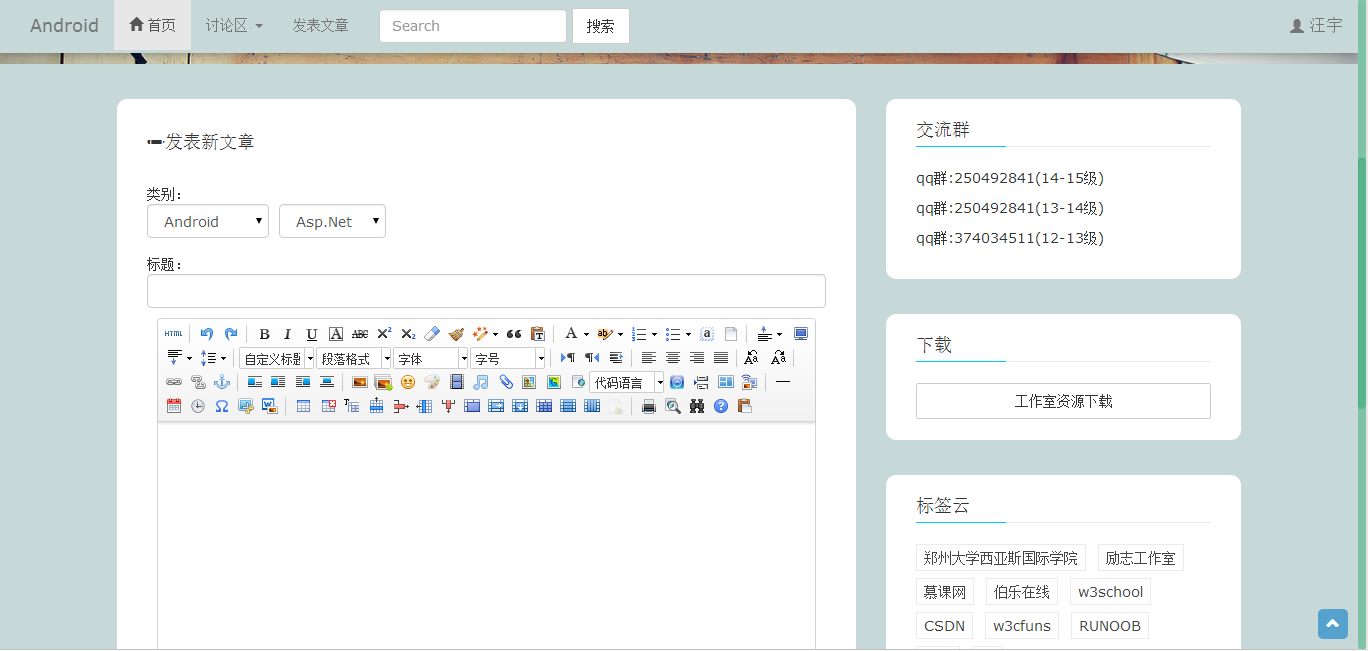 Android 首页 讨论区 发表文章 Search 搜索 汪宇
发表新文章
类别：
Android Asp.Net
标题：
HTML B I U A ABC X² X₂ A ab a
自定义标题 段落格式 字体 字号
代码语言
交流群
qq群:250492841(14-15级)
qq群:250492841(13-14级)
qq群:374034511(12-13级)
下载
工作室资源下载
标签云
郑州大学西亚斯国际学院 励志工作室
慕课网 伯乐在线 w3school
CSDN w3cfuns RUNOOB